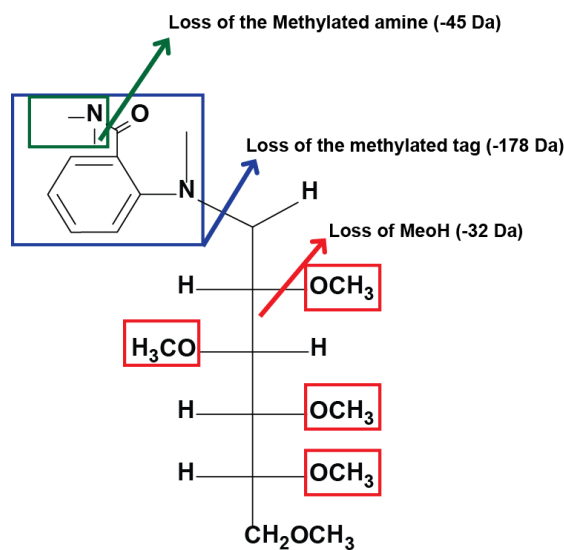 Loss of the Methylated amine (-45 Da)
N
O
Loss of the methylated tag (-178 Da)
N
H
Loss of MeoH (-32 Da)
H
OCH3
H3CO
H
H
OCH3
H
OCH3
CH2OCH3